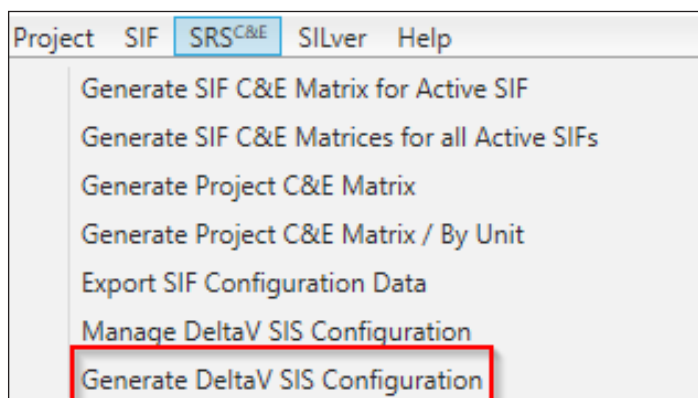 Project SIF SRS C&E SILver Help
Generate SIF C&E Matrix for Active SIF
Generate SIF C&E Matrices for all Active SIFs
Generate Project C&E Matrix
Generate Project C&E Matrix / By Unit
Export SIF Configuration Data
Manage DeltaV SIS Configuration
Generate DeltaV SIS Configuration